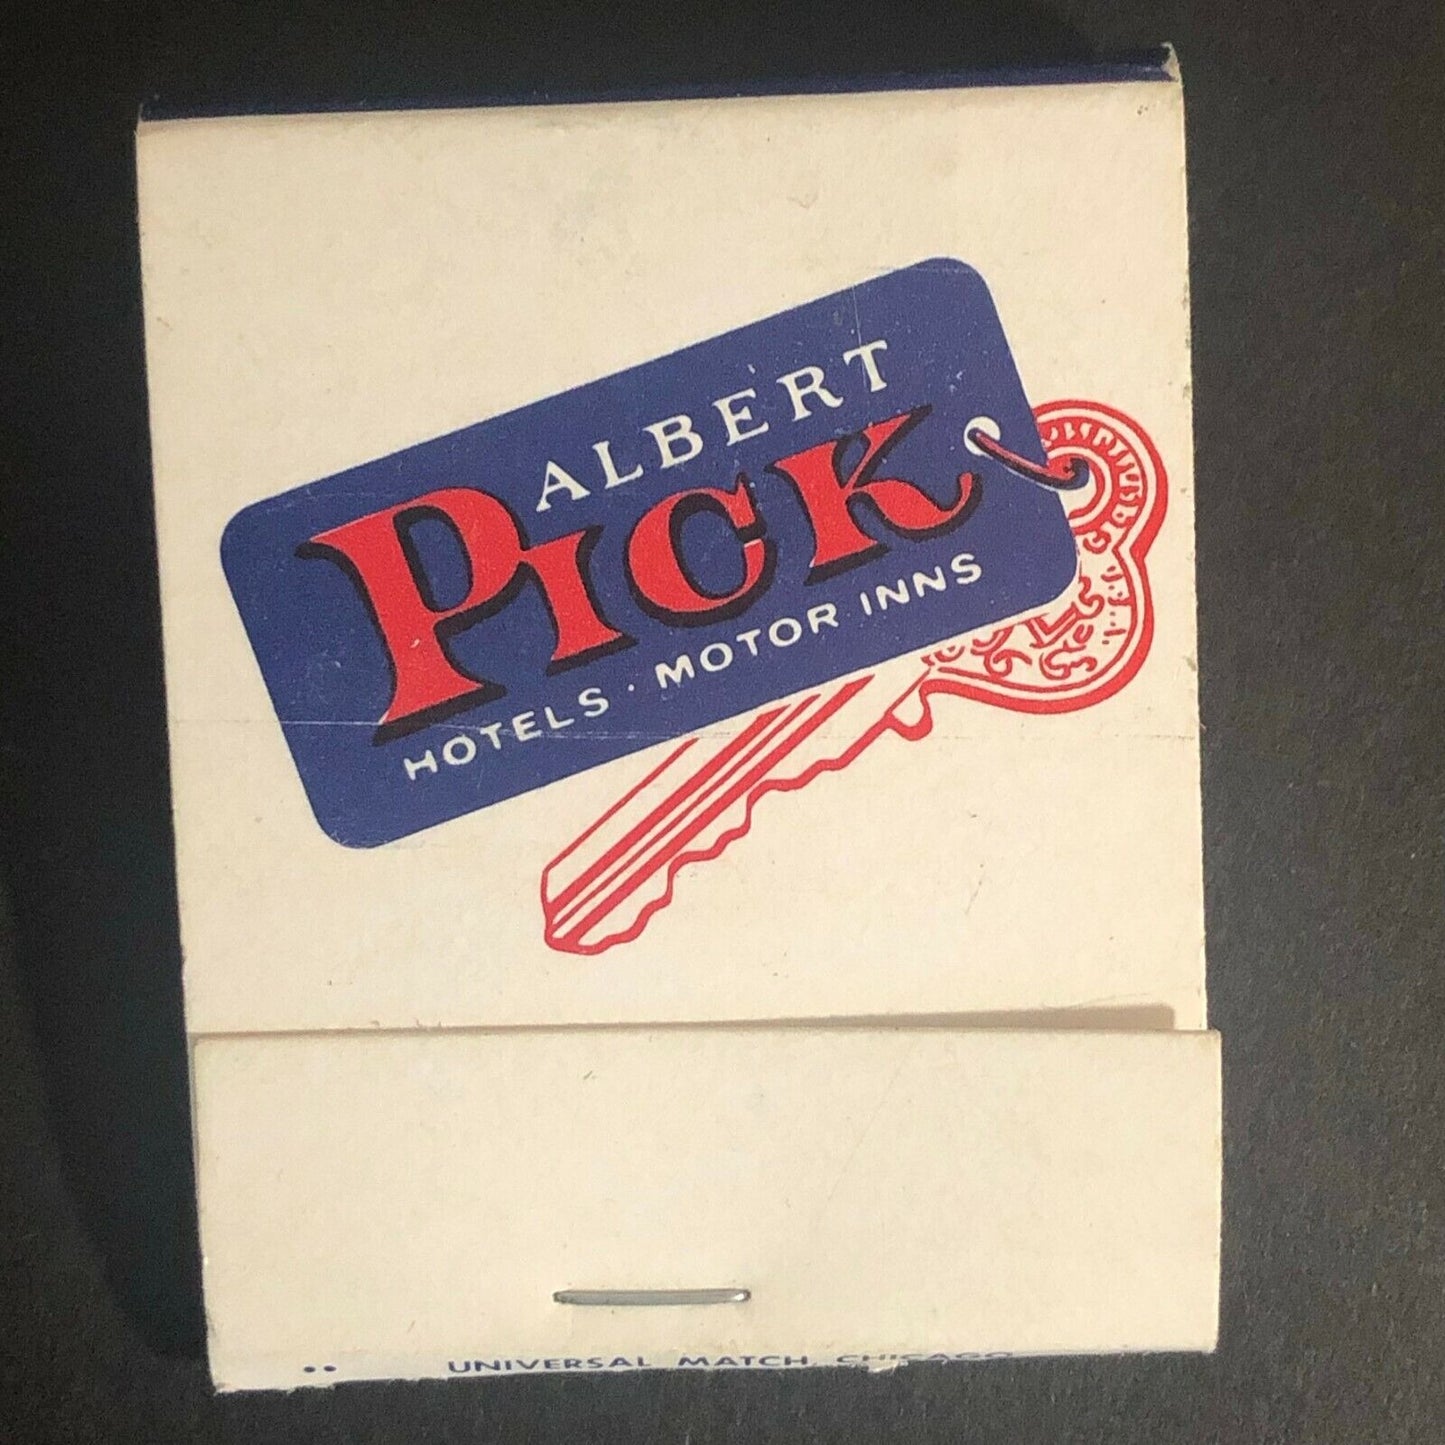 ALBERT
PICK
HOTELS · MOTOR INNS
UNIVERSAL MATCH, CHICAGO